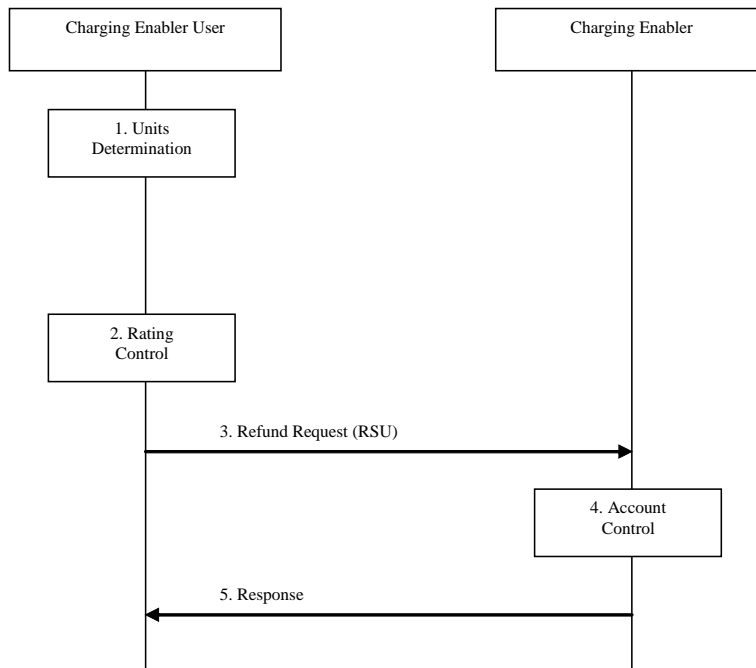 Charging Enabler User
Charging Enabler
1. Units
Determination
2. Rating
Control
3. Refund Request (RSU)
4. Account
Control
5. Response